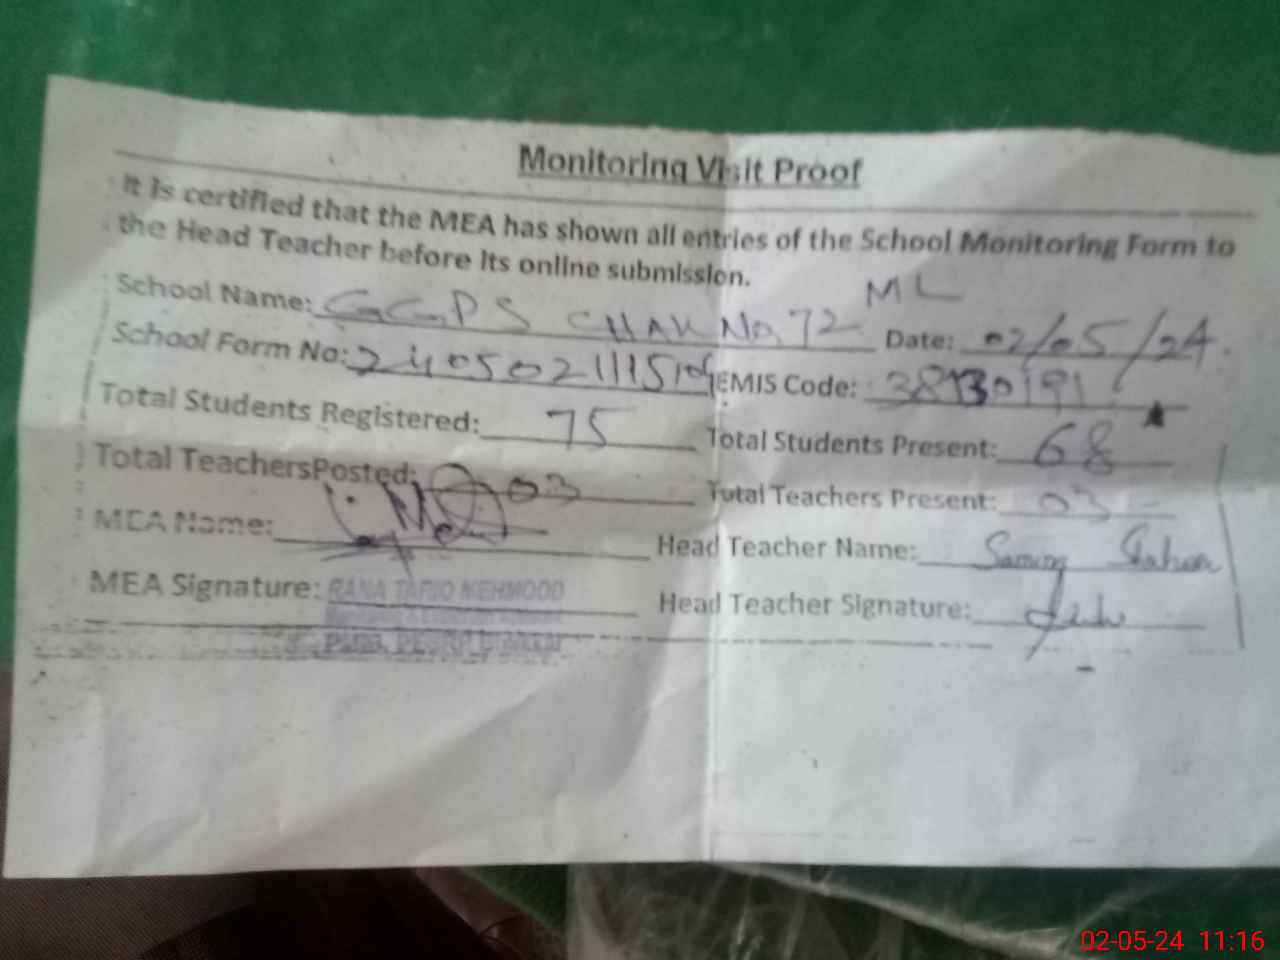 Monitoring Visit Proof
It is certified that the MEA has shown all entries of the School Monitoring Form to
the Head Teacher before its online submission.
School Name: GGPS CHAK No. 72 ML Date: 02/05/24.
School Form No: EMIS Code: 38130191
Total Students Registered: 75 Total Students Present: 68
Total TeachersPosted: 03 Total Teachers Present: 03
MEA Name: Head Teacher Name:
MEA Signature: RANA TARIQ MEHMOOD Head Teacher Signature:
02-05-24 11:16